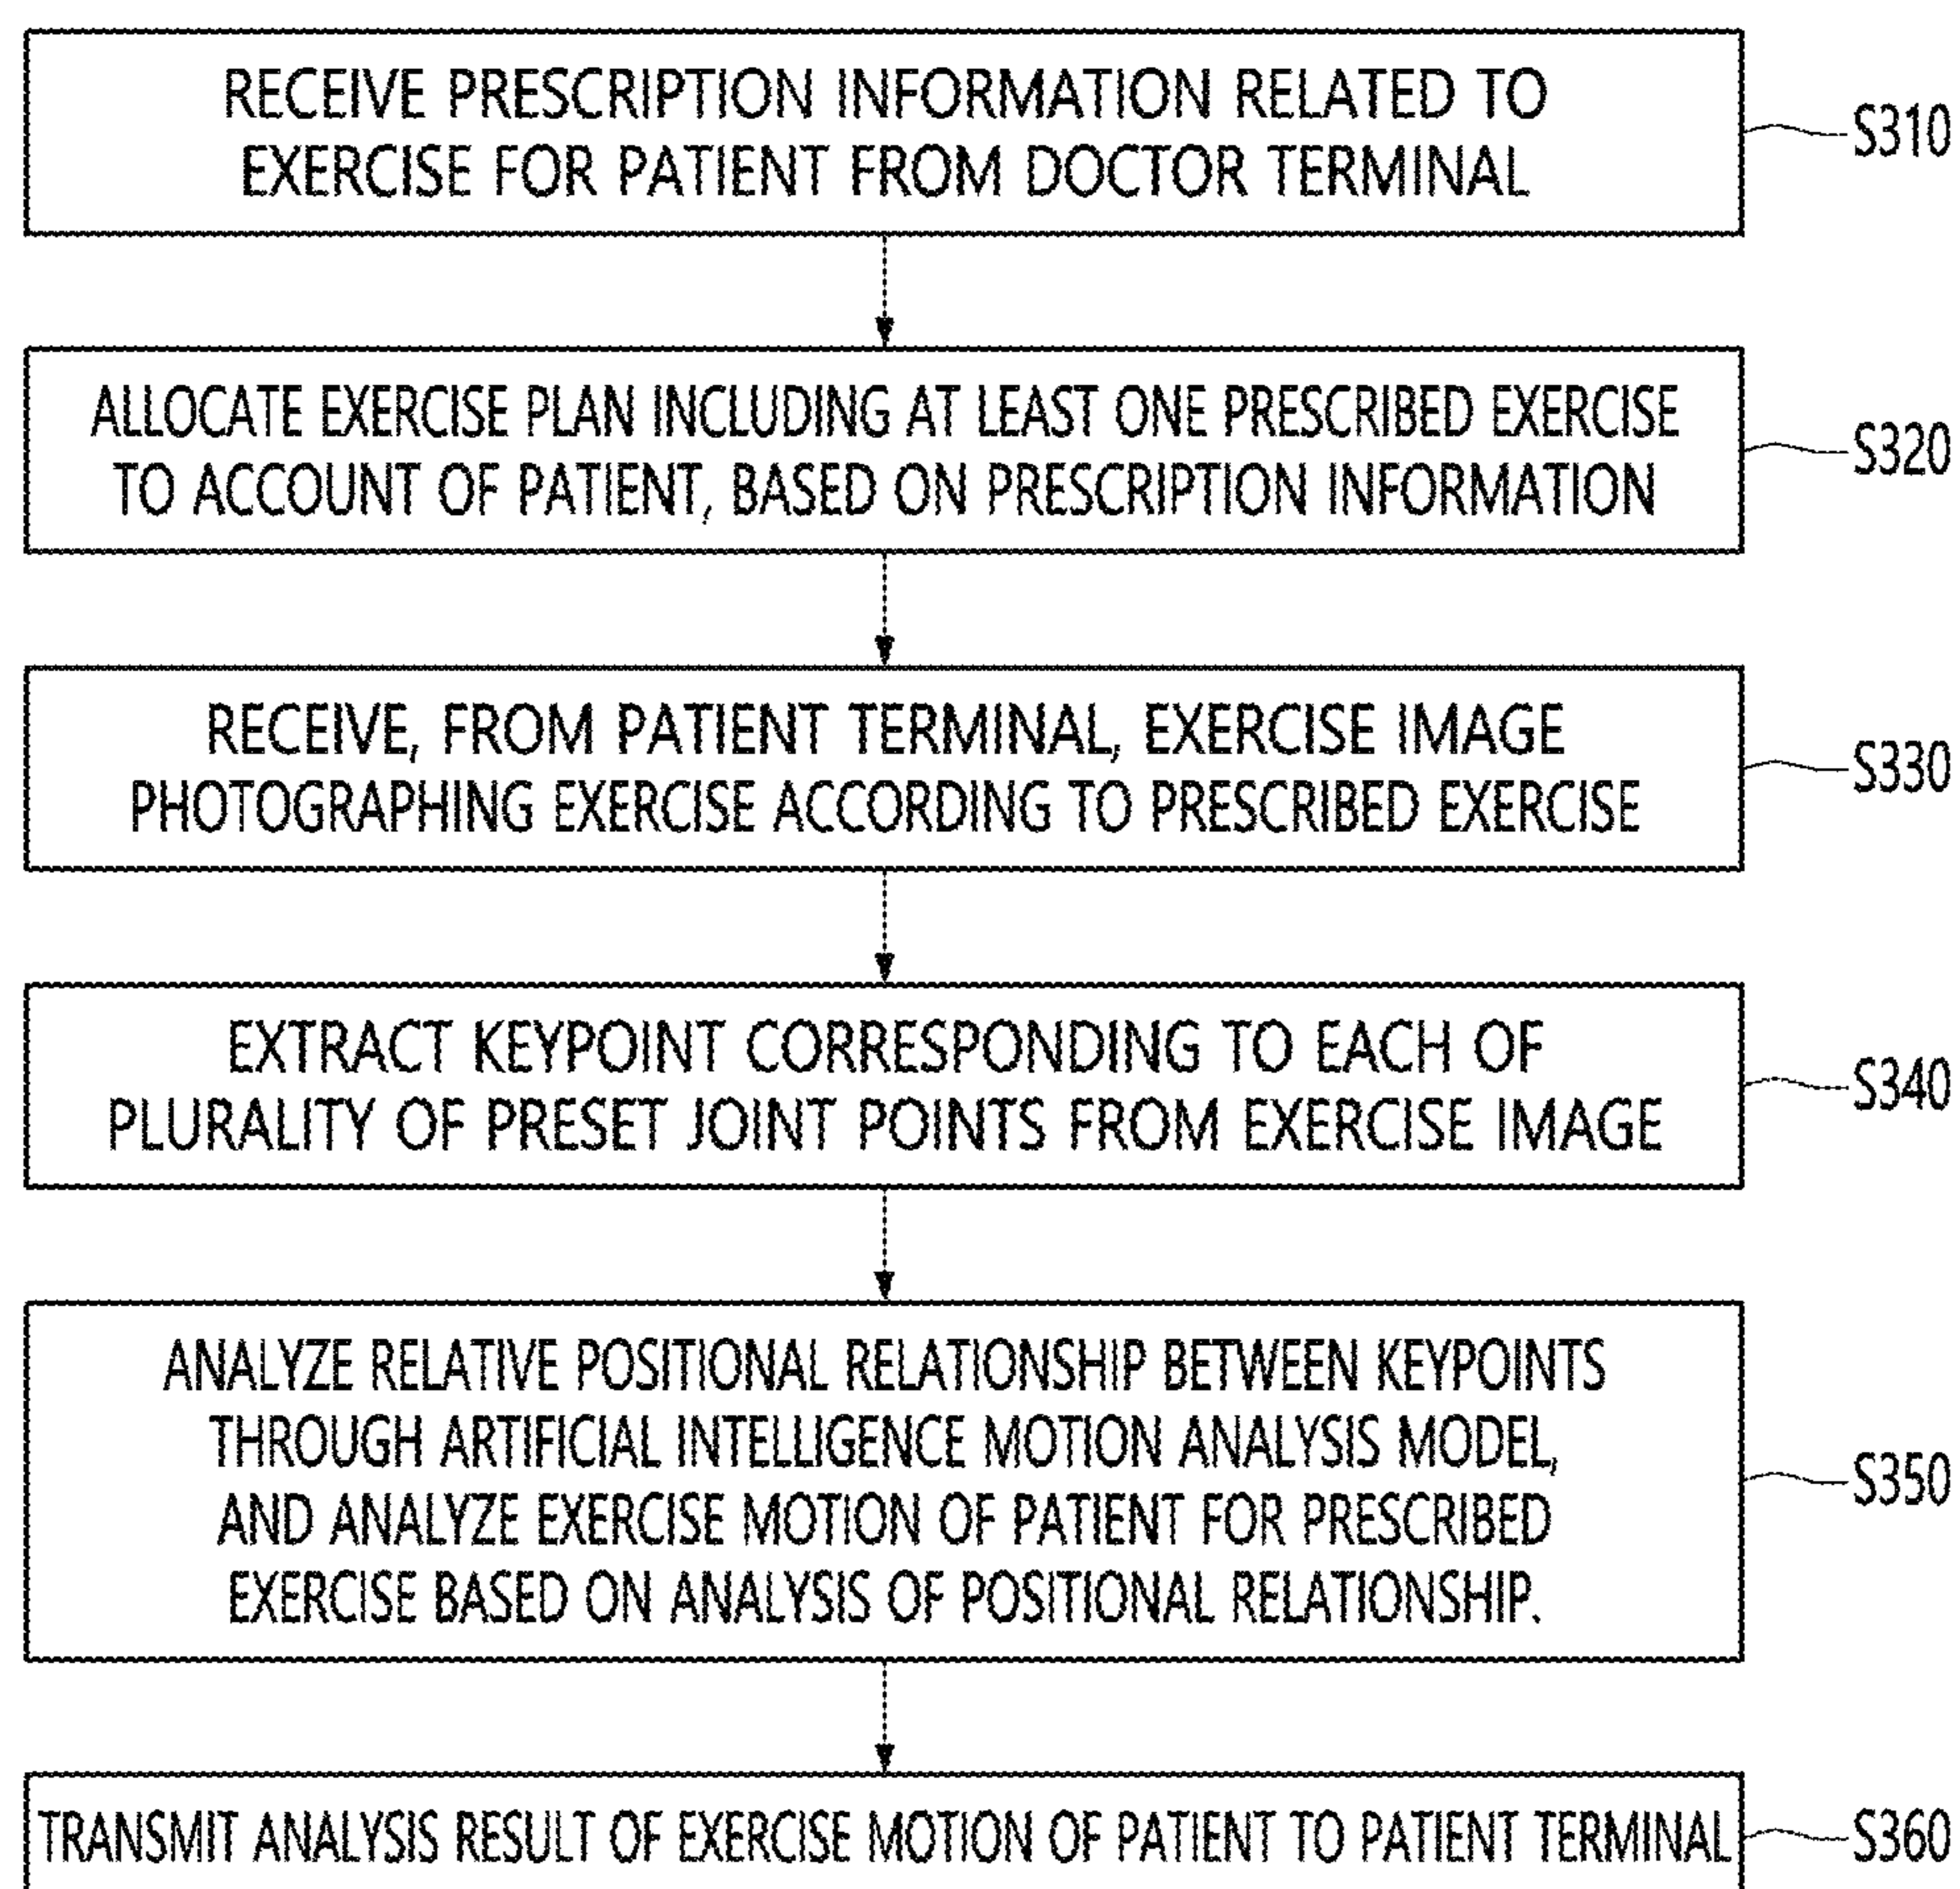 RECEIVE PRESCRIPTION INFORMATION RELATED TO
EXERCISE FOR PATIENT FROM DOCTOR TERMINAL
S310
ALLOCATE EXERCISE PLAN INCLUDING AT LEAST ONE PRESCRIBED EXERCISE
TO ACCOUNT OF PATIENT, BASED ON PRESCRIPTION INFORMATION
S320
RECEIVE, FROM PATIENT TERMINAL, EXERCISE IMAGE
PHOTOGRAPHING EXERCISE ACCORDING TO PRESCRIBED EXERCISE
S330
EXTRACT KEYPOINT CORRESPONDING TO EACH OF
PLURALITY OF PRESET JOINT POINTS FROM EXERCISE IMAGE
S340
ANALYZE RELATIVE POSITIONAL RELATIONSHIP BETWEEN KEYPOINTS
THROUGH ARTIFICIAL INTELLIGENCE MOTION ANALYSIS MODEL,
AND ANALYZE EXERCISE MOTION OF PATIENT FOR PRESCRIBED
EXERCISE BASED ON ANALYSIS OF POSITIONAL RELATIONSHIP.
S350
TRANSMIT ANALYSIS RESULT OF EXERCISE MOTION OF PATIENT TO PATIENT TERMINAL
S360